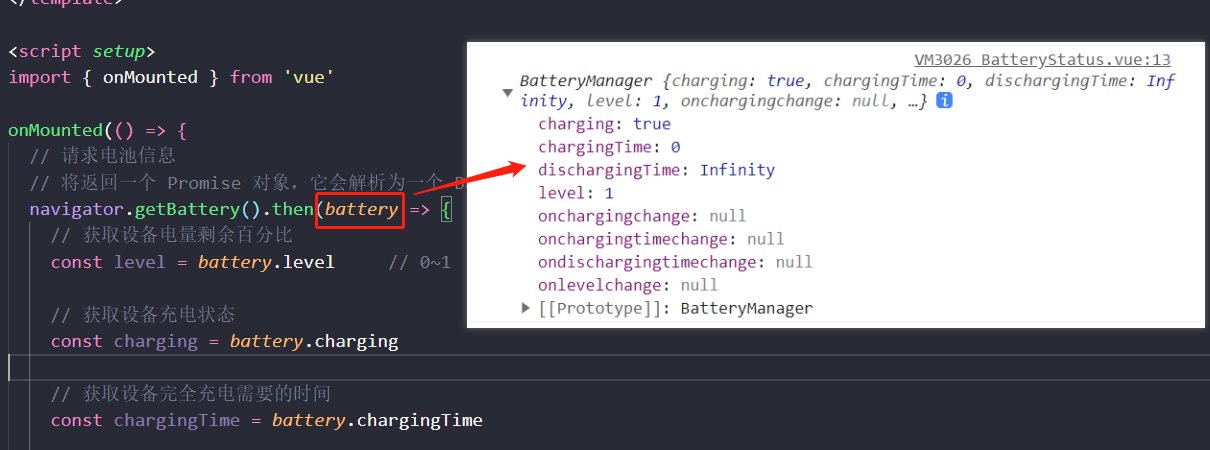 </template>
<script setup>
import { onMounted } from 'vue'
onMounted(() => {
// 请求电池信息
// 将返回一个 Promise 对象，它会解析为一个
navigator.getBattery().then(battery => {
// 获取设备电量剩余百分比
const level = battery.level // 0~1
// 获取设备充电状态
const charging = battery.charging
// 获取设备完全充电需要的时间
const chargingTime = battery.chargingTime
VM3026 BatteryStatus.vue:13
BatteryManager {charging: true, chargingTime: 0, dischargingTime: Inf
inity, level: 1, onchargingchange: null, …} i
charging: true
chargingTime: 0
dischargingTime: Infinity
level: 1
onchargingchange: null
onchargingtimechange: null
ondischargingtimechange: null
onlevelchange: null
[[Prototype]]: BatteryManager